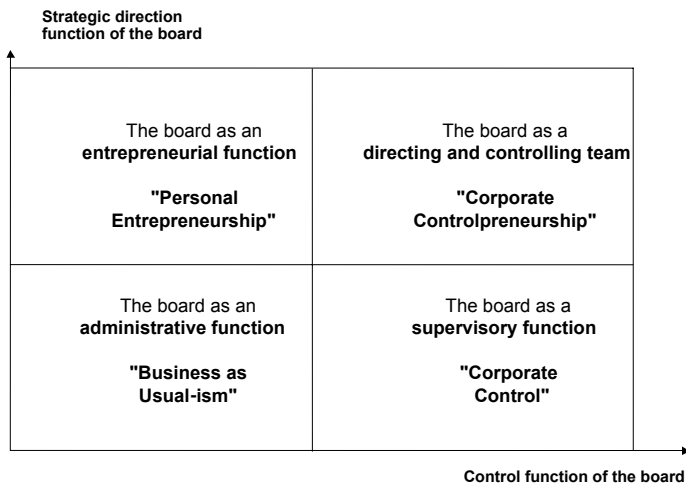 Strategic direction
function of the board
The board as an
entrepreneurial function
"Personal
Entrepreneurship"
The board as a
directing and controlling team
"Corporate
Controlpreneurship"
The board as an
administrative function
"Business as
Usual-ism"
The board as a
supervisory function
"Corporate
Control"
Control function of the board